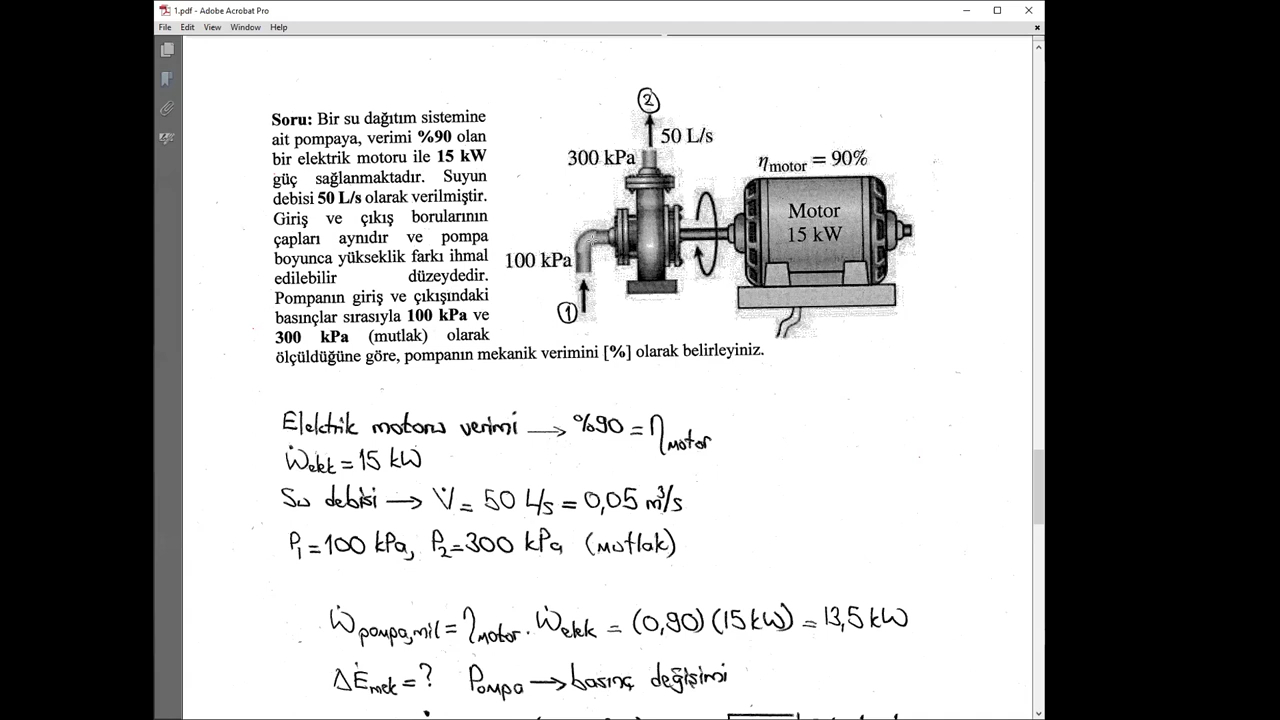 1.pdf - Adobe Acrobat Pro
File Edit View Window Help
Soru: Bir su dağıtım sistemine
ait pompaya, verimi %90 olan
bir elektrik motoru ile 15 kW
güç sağlanmaktadır. Suyun
debisi 50 L/s olarak verilmiştir.
Giriş ve çıkış borularının
çapları aynıdır ve pompa
boyunca yükseklik farkı ihmal
edilebilir düzeydedir.
Pompanın giriş ve çıkışındaki
basınçlar sırasıyla 100 kPa ve
300 kPa (mutlak) olarak
ölçüldüğüne göre, pompanın mekanik verimini [%] olarak belirleyiniz.
2
50 L/s
300 kPa
ηmotor = 90%
Motor
15 kW
100 kPa
1
Elektrik motoru verimi → %90 = ηmotor
Ẇelek = 15 kW
Su debisi → V̇ = 50 L/s = 0,05 m³/s
P₁ = 100 kPa, P₂ = 300 kPa (mutlak)
Ẇpompa,mil = ηmotor . Ẇelek = (0,90) (15 kW) = 13,5 kW
ΔĖmek = ? Pompa → basınç değişimi